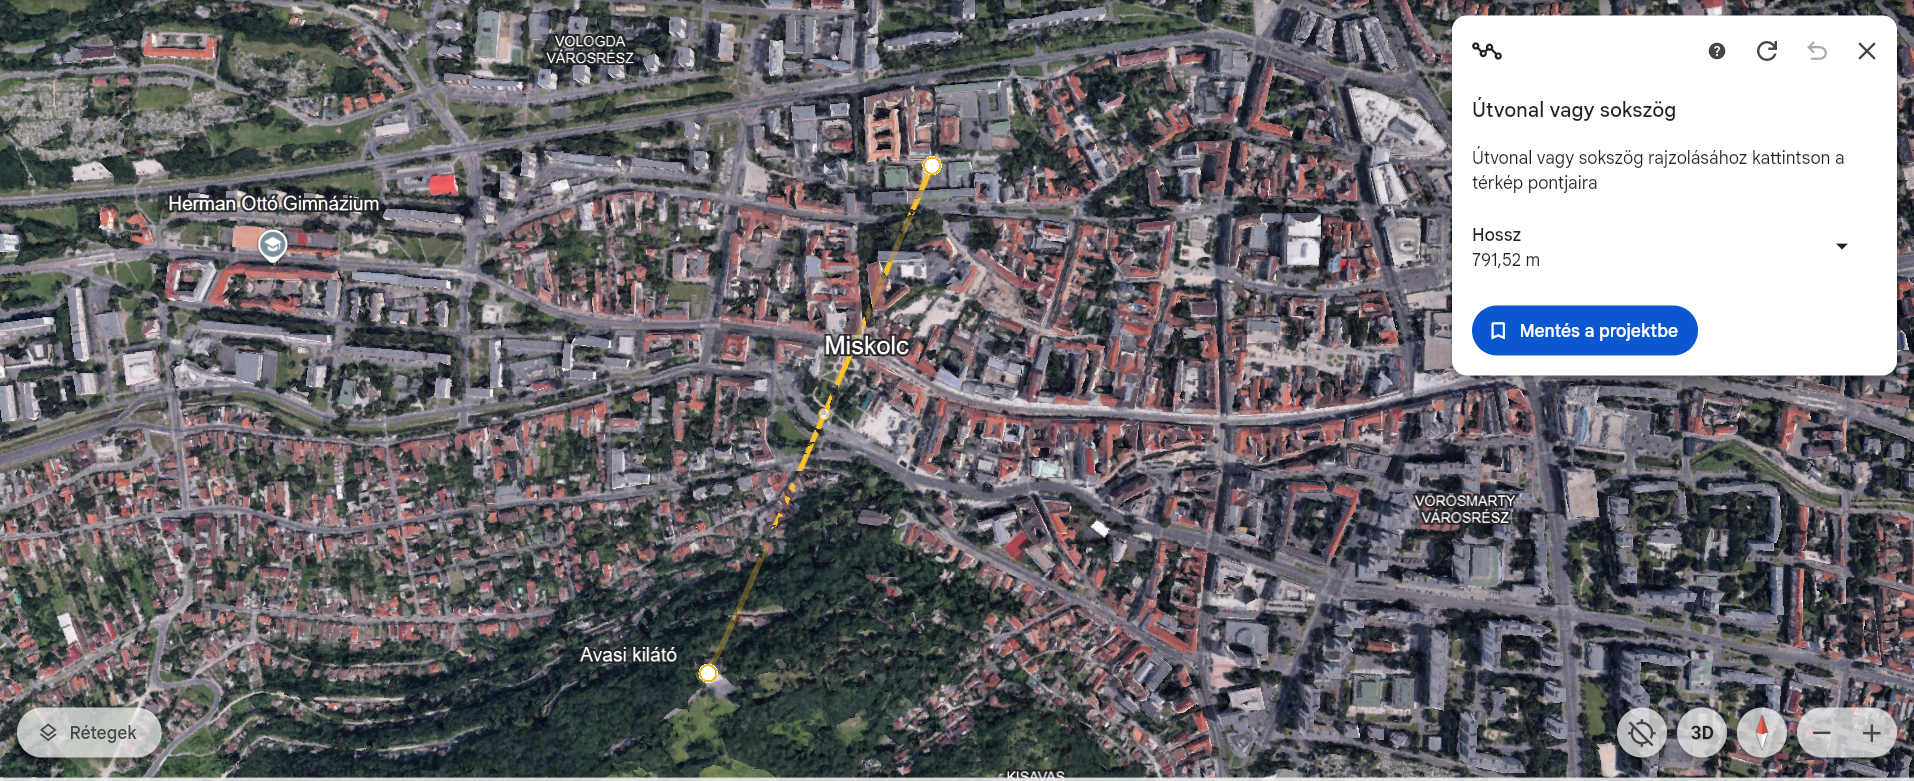 VOLOGDA
VÁROSRÉSZ
Herman Ottó Gimnázium
Miskolc
VÖRÖSMARTY
VÁROSRÉSZ
Avasi kilátó
KISAVAS
Rétegek
Útvonal vagy sokszög
Útvonal vagy sokszög rajzolásához kattintson a
térkép pontjaira
Hossz
791,52 m
Mentés a projektbe
3D